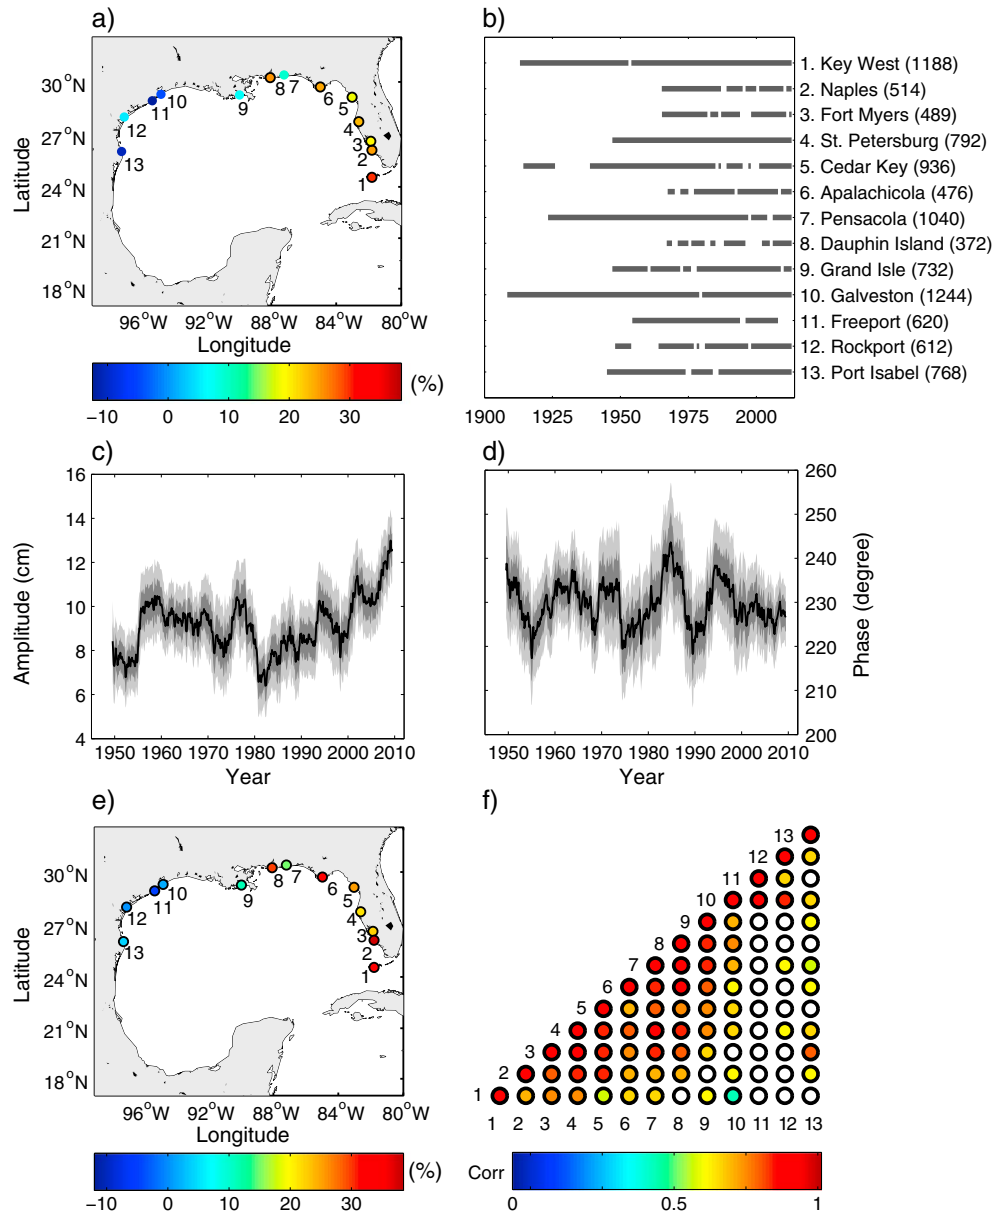 a)
30°N
27°N
24°N
21°N
18°N
Latitude
1
2
3
4
5
6
7
8
9
10
11
12
13
96°W 92°W 88°W 84°W 80°W
Longitude
(%)
−10 0 10 20 30
b)
1. Key West (1188)
2. Naples (514)
3. Fort Myers (489)
4. St. Petersburg (792)
5. Cedar Key (936)
6. Apalachicola (476)
7. Pensacola (1040)
8. Dauphin Island (372)
9. Grand Isle (732)
10. Galveston (1244)
11. Freeport (620)
12. Rockport (612)
13. Port Isabel (768)
1900 1925 1950 1975 2000
c)
16
14
12
10
8
6
4
Amplitude (cm)
1950 1960 1970 1980 1990 2000 2010
Year
d)
260
250
240
230
220
210
200
Phase (degree)
1950 1960 1970 1980 1990 2000 2010
Year
e)
30°N
27°N
24°N
21°N
18°N
Latitude
1
2
3
4
5
6
7
8
9
10
11
12
13
96°W 92°W 88°W 84°W 80°W
Longitude
(%)
−10 0 10 20 30
f)
13
12
11
10
9
8
7
6
5
4
3
2
1
1 2 3 4 5 6 7 8 9 10 11 12 13
Corr
0 0.5 1